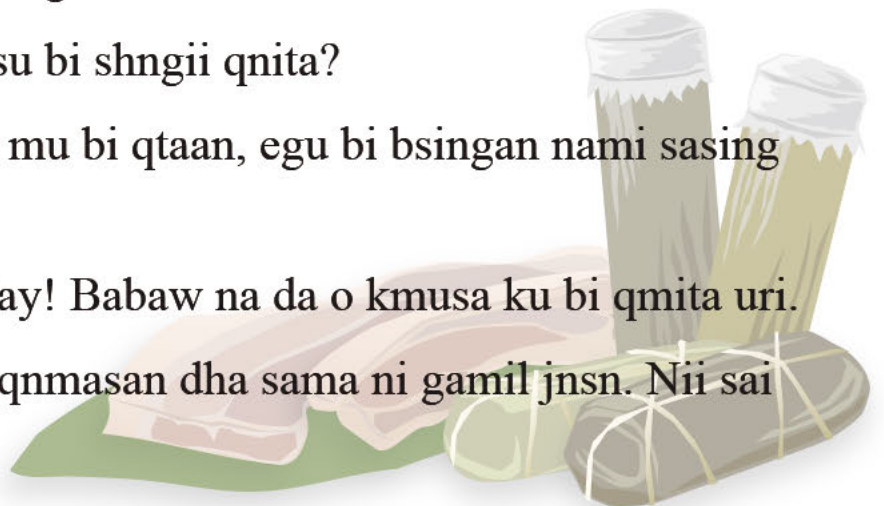 su bi shngii qnita?
mu bi qtaan, egu bi bsingan nami sasing
ay! Babaw na da o kmusa ku bi qmita uri.
qnmasan dha sama ni gamil jnsn. Nii sai